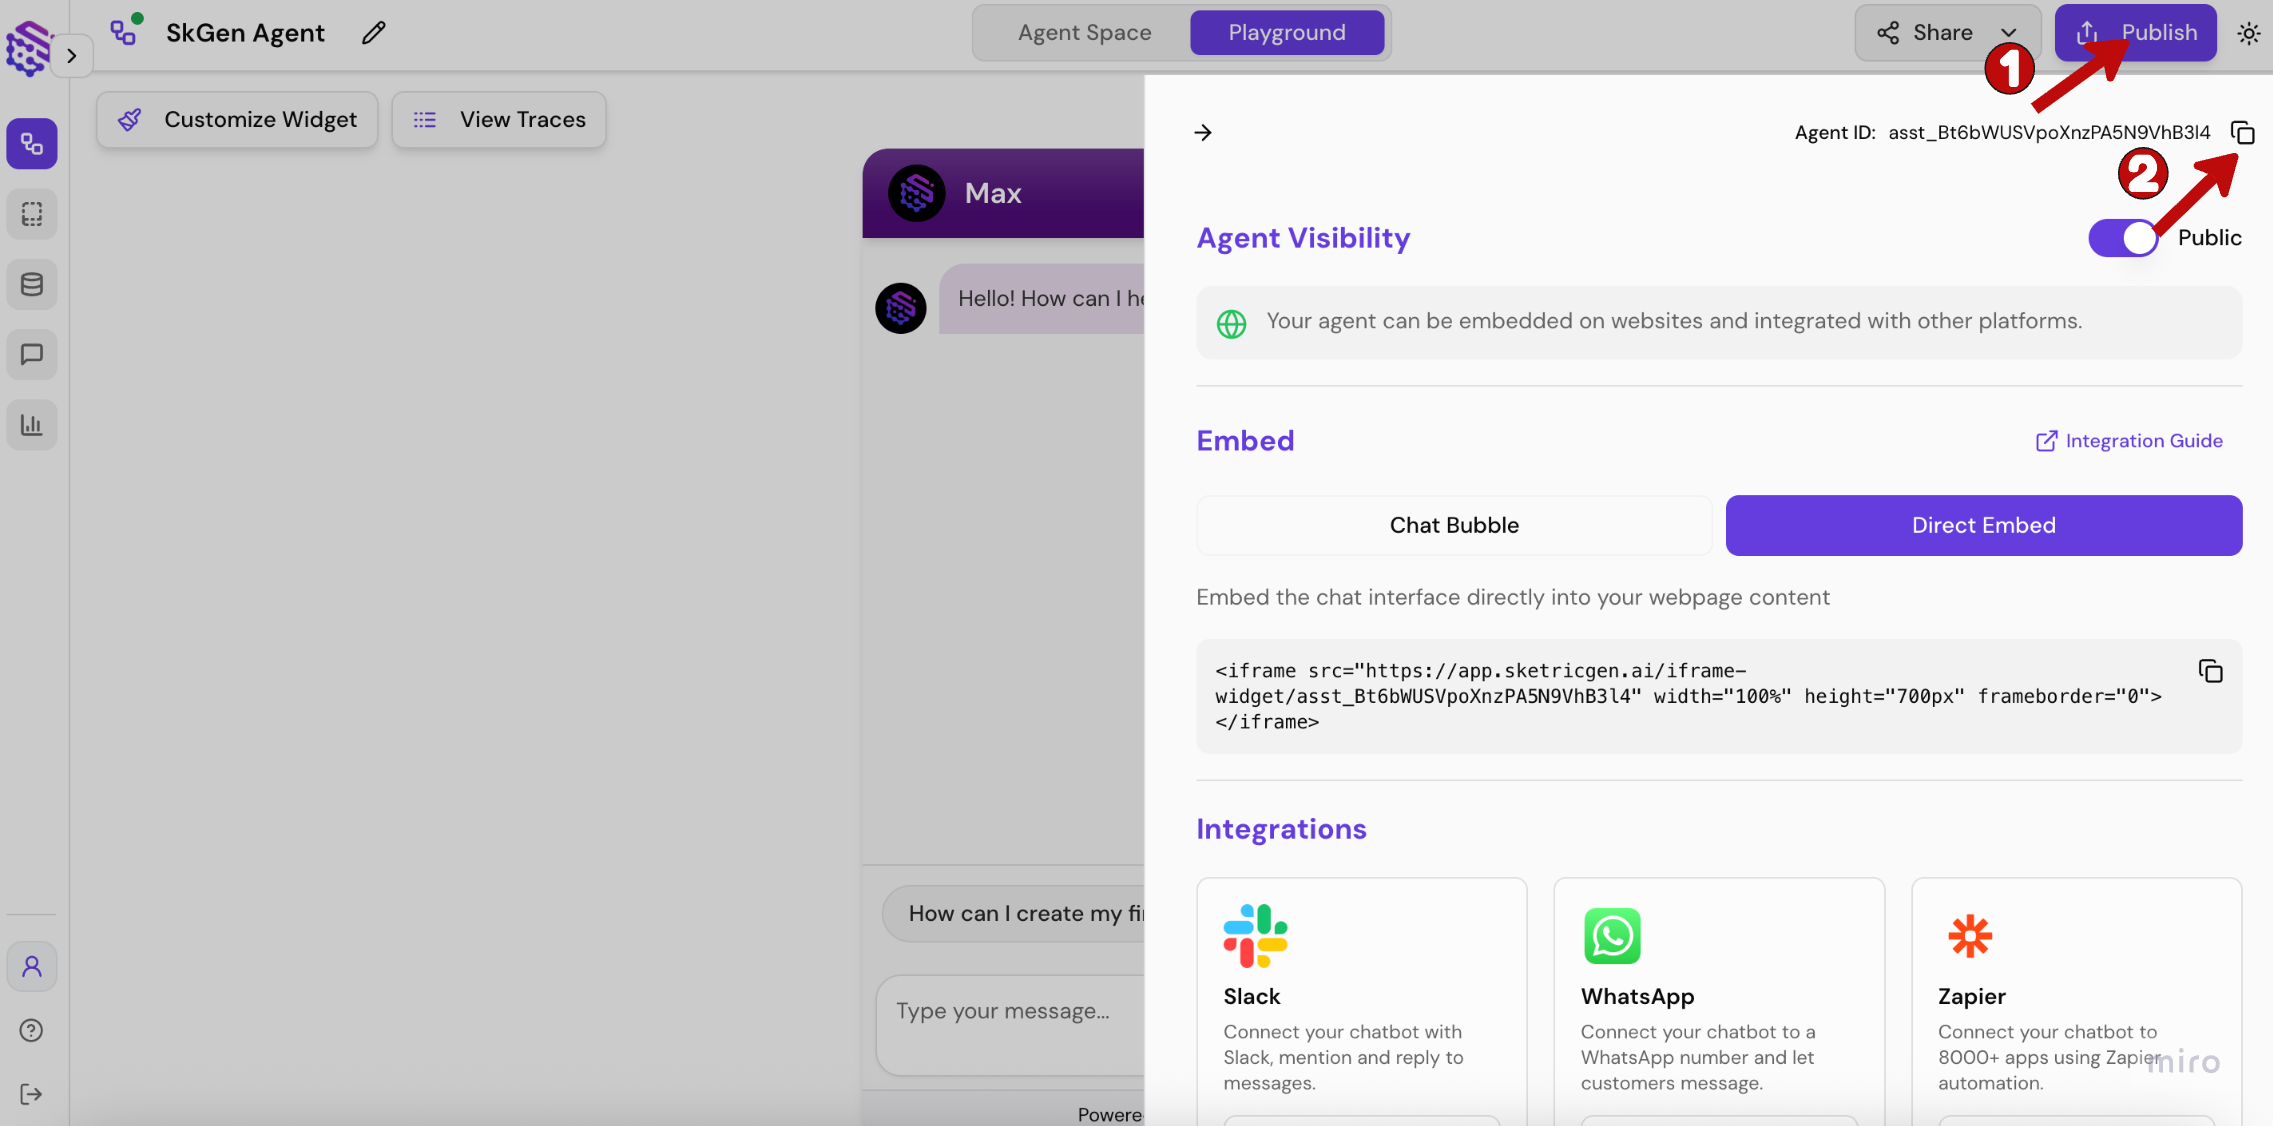 SkGen Agent
Agent Space
Playground
Share
Publish
1
Customize Widget
View Traces
Agent ID: asst_Bt6bWUSVpoXnzPA5N9VhB3l4
2
Max
Agent Visibility
Public
Hello! How can I he
Your agent can be embedded on websites and integrated with other platforms.
Embed
Integration Guide
Chat Bubble
Direct Embed
Embed the chat interface directly into your webpage content
<iframe src="https://app.sketricgen.ai/iframe-
widget/asst_Bt6bWUSVpoXnzPA5N9VhB3l4" width="100%" height="700px" frameborder="0">
</iframe>
Integrations
How can I create my fi
Slack
Connect your chatbot with
Slack, mention and reply to
messages.
WhatsApp
Connect your chatbot to a
WhatsApp number and let
customers message.
Zapier
Connect your chatbot to
8000+ apps using Zapier
automation.
miro
Type your message...
Powere